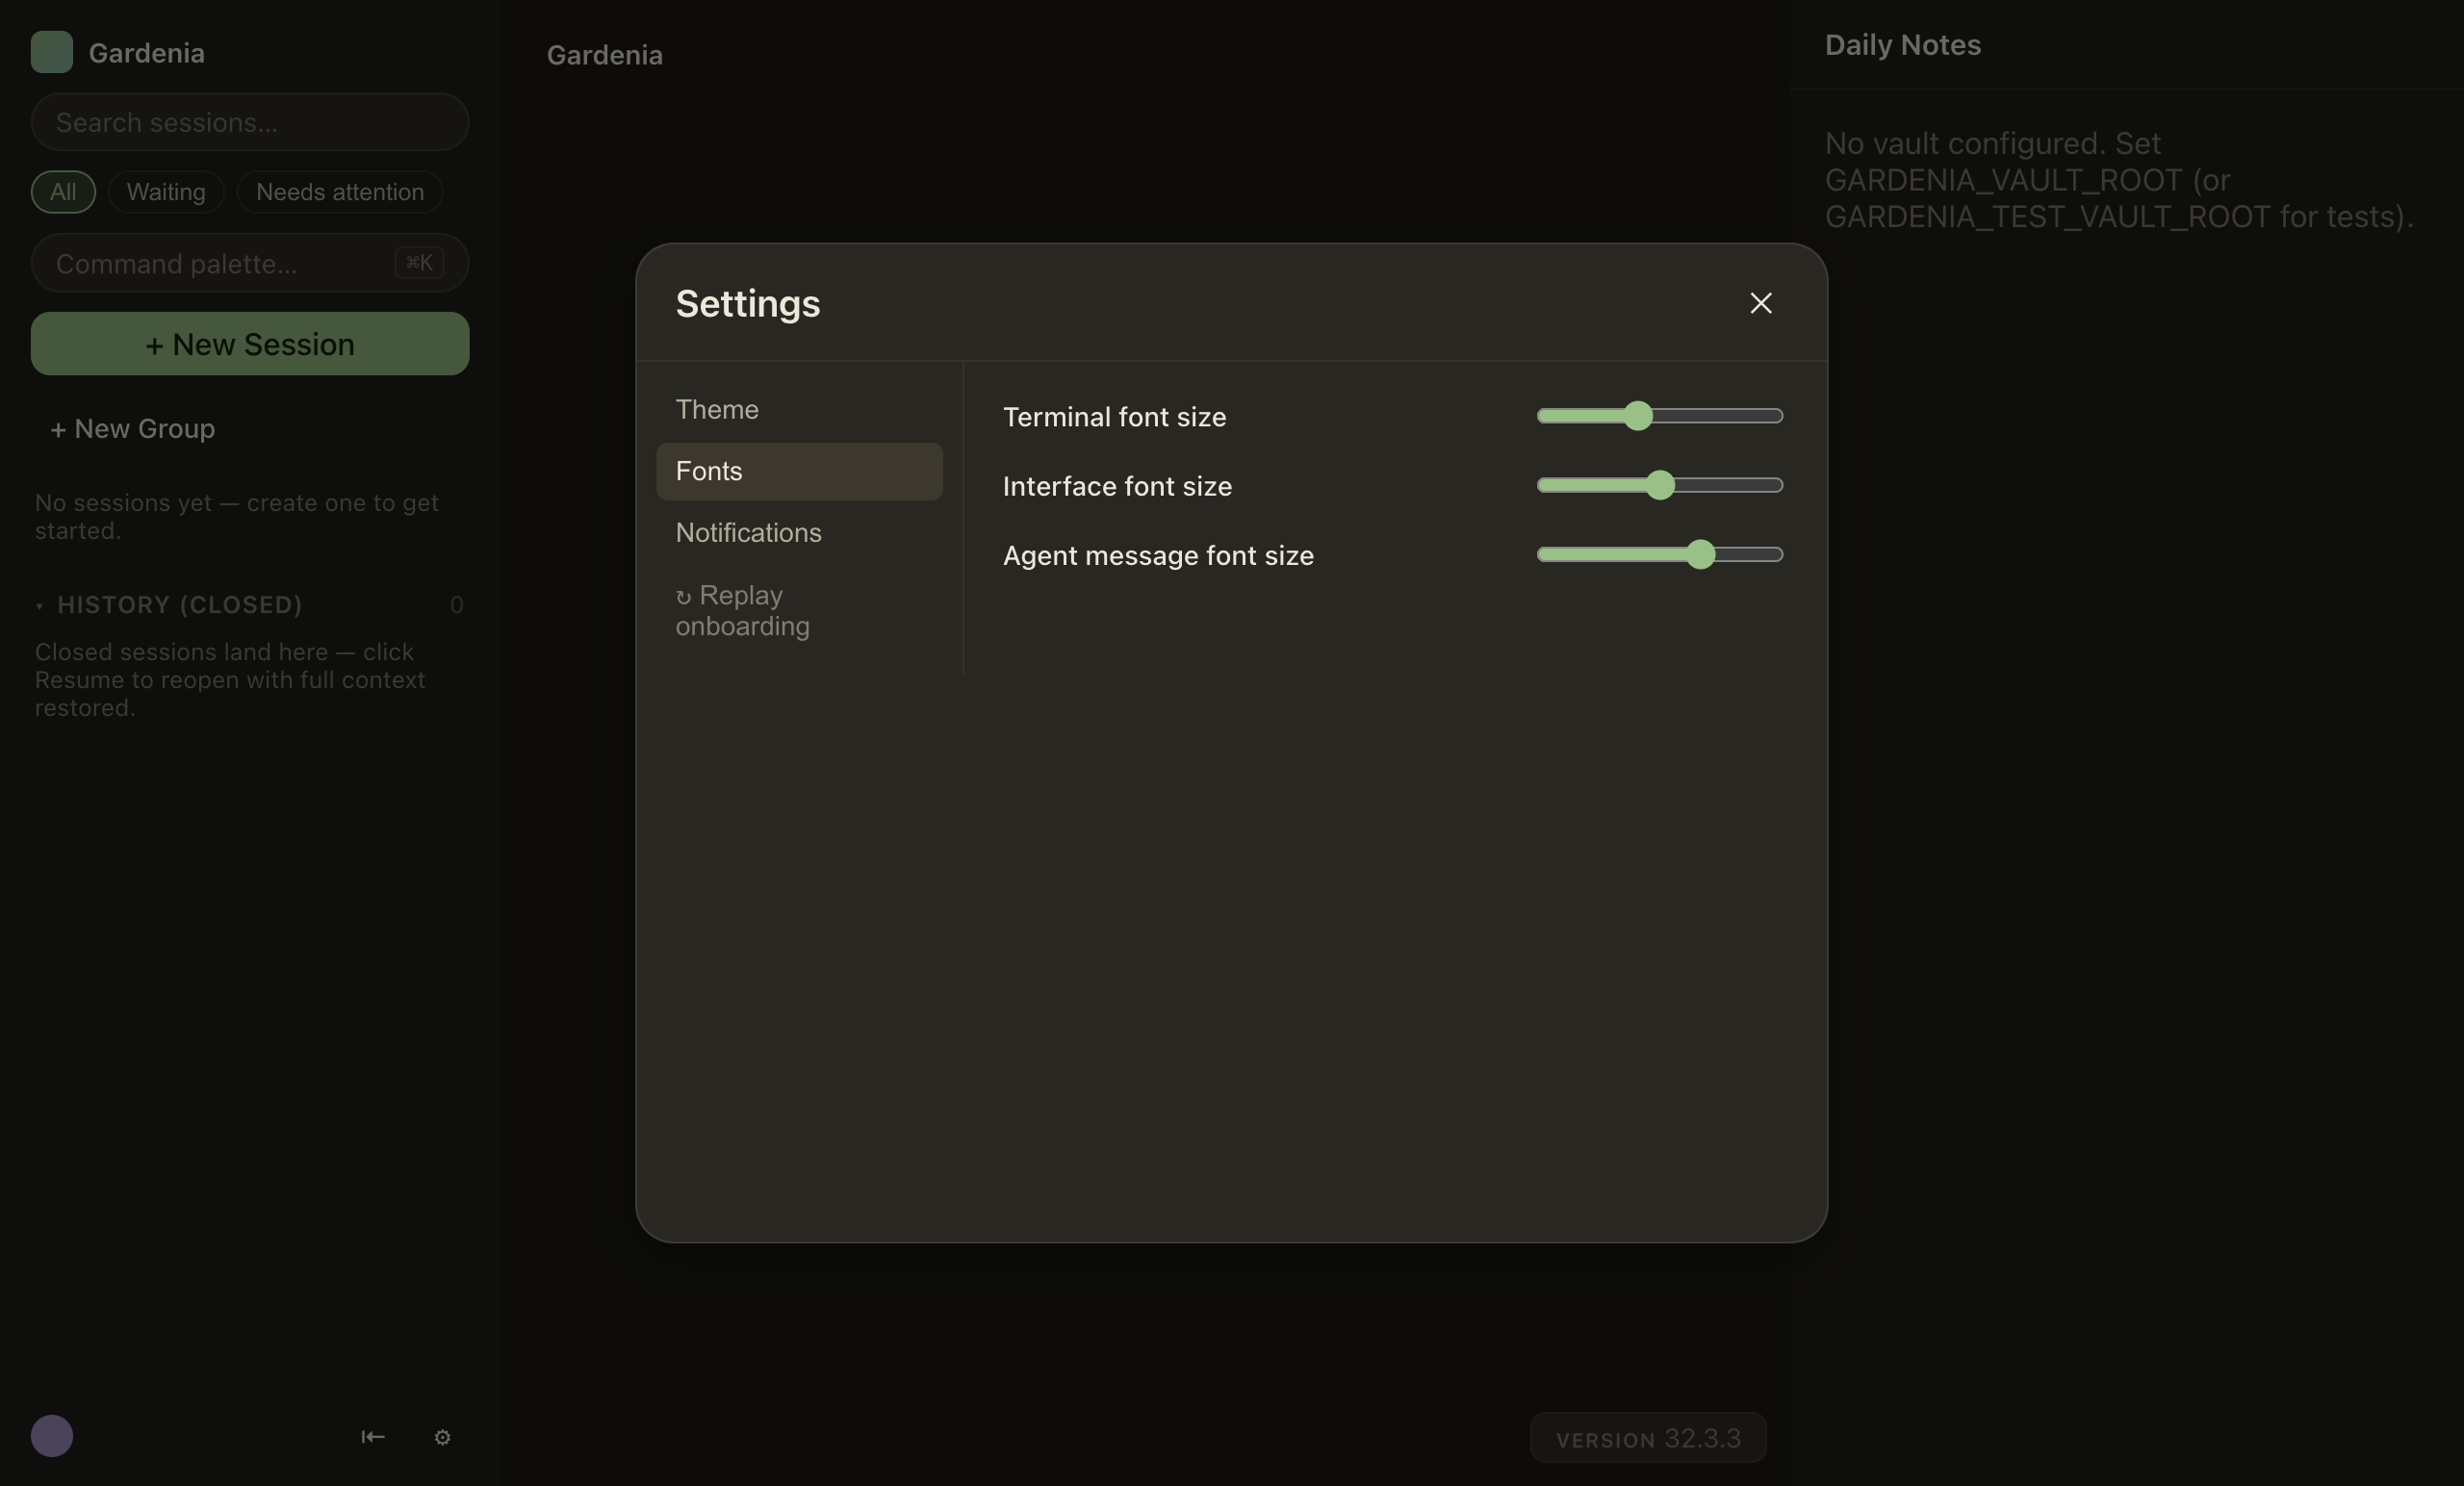 Gardenia
Search sessions...
All
Waiting
Needs attention
Command palette...
⌘K
+ New Session
+ New Group
No sessions yet — create one to get
started.
▾ HISTORY (CLOSED)
0
Closed sessions land here — click
Resume to reopen with full context
restored.
Gardenia
Settings
Theme
Fonts
Notifications
↻ Replay
onboarding
Terminal font size
Interface font size
Agent message font size
VERSION 32.3.3
Daily Notes
No vault configured. Set
GARDENIA_VAULT_ROOT (or
GARDENIA_TEST_VAULT_ROOT for tests).